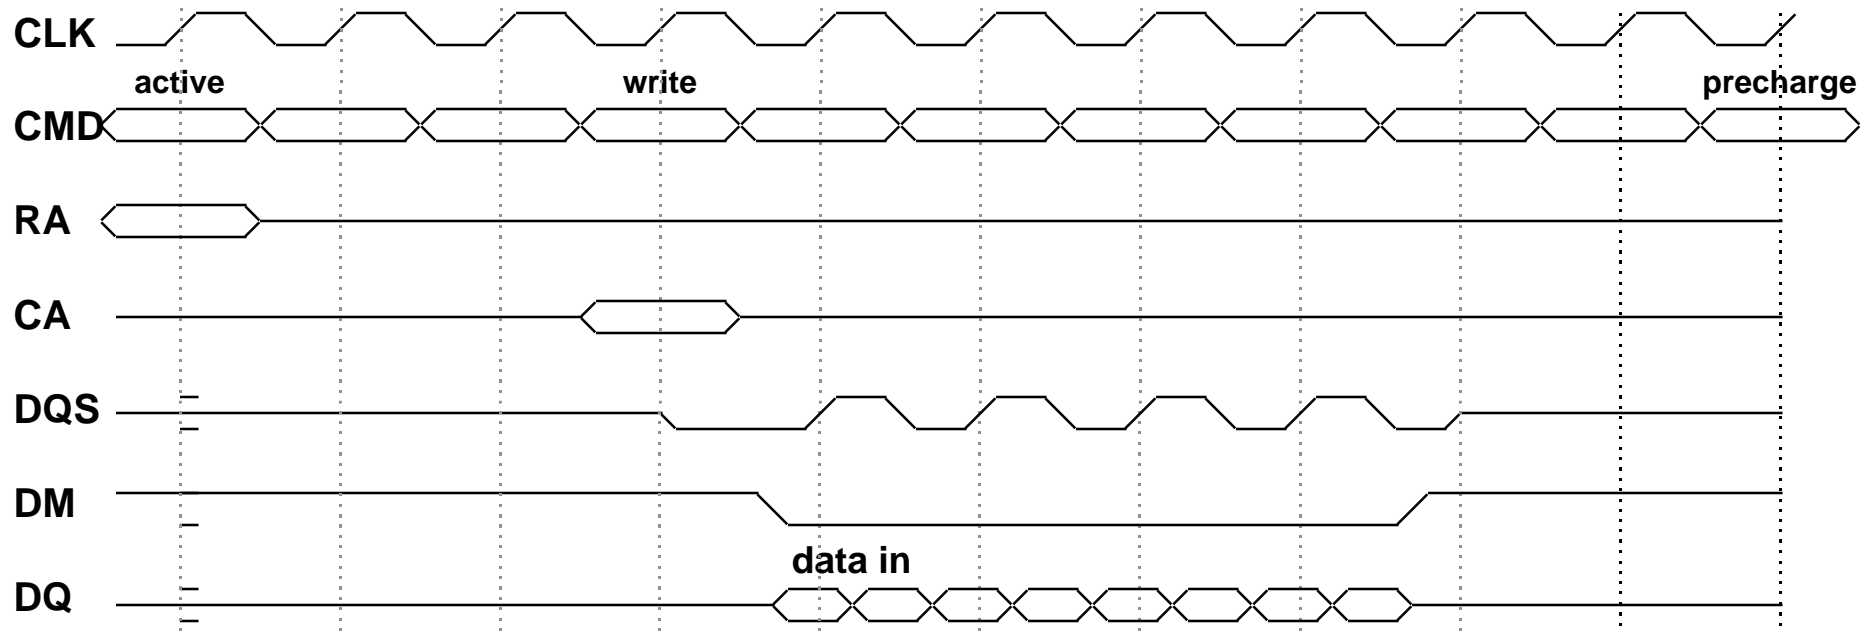 CLK
active write precharge
CMD
RA
CA
DQS
DM
data in
DQ